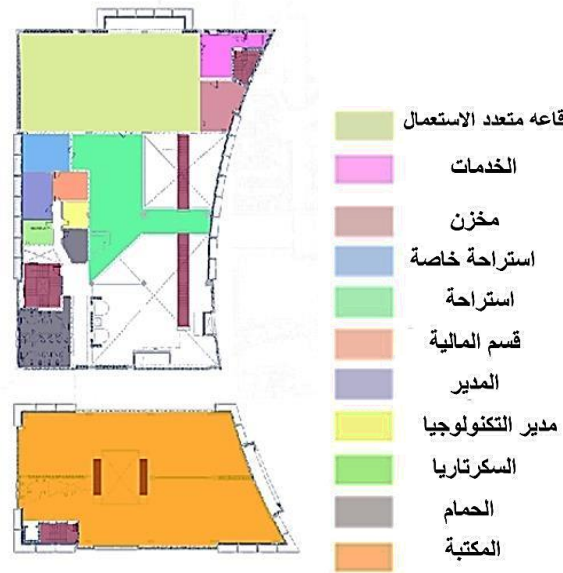 قاعه متعدد الاستعمال
الخدمات
مخزن
استراحة خاصة
استراحة
قسم المالية
المدير
مدير التكنولوجيا
السكرتاريا
الحمام
المكتبة